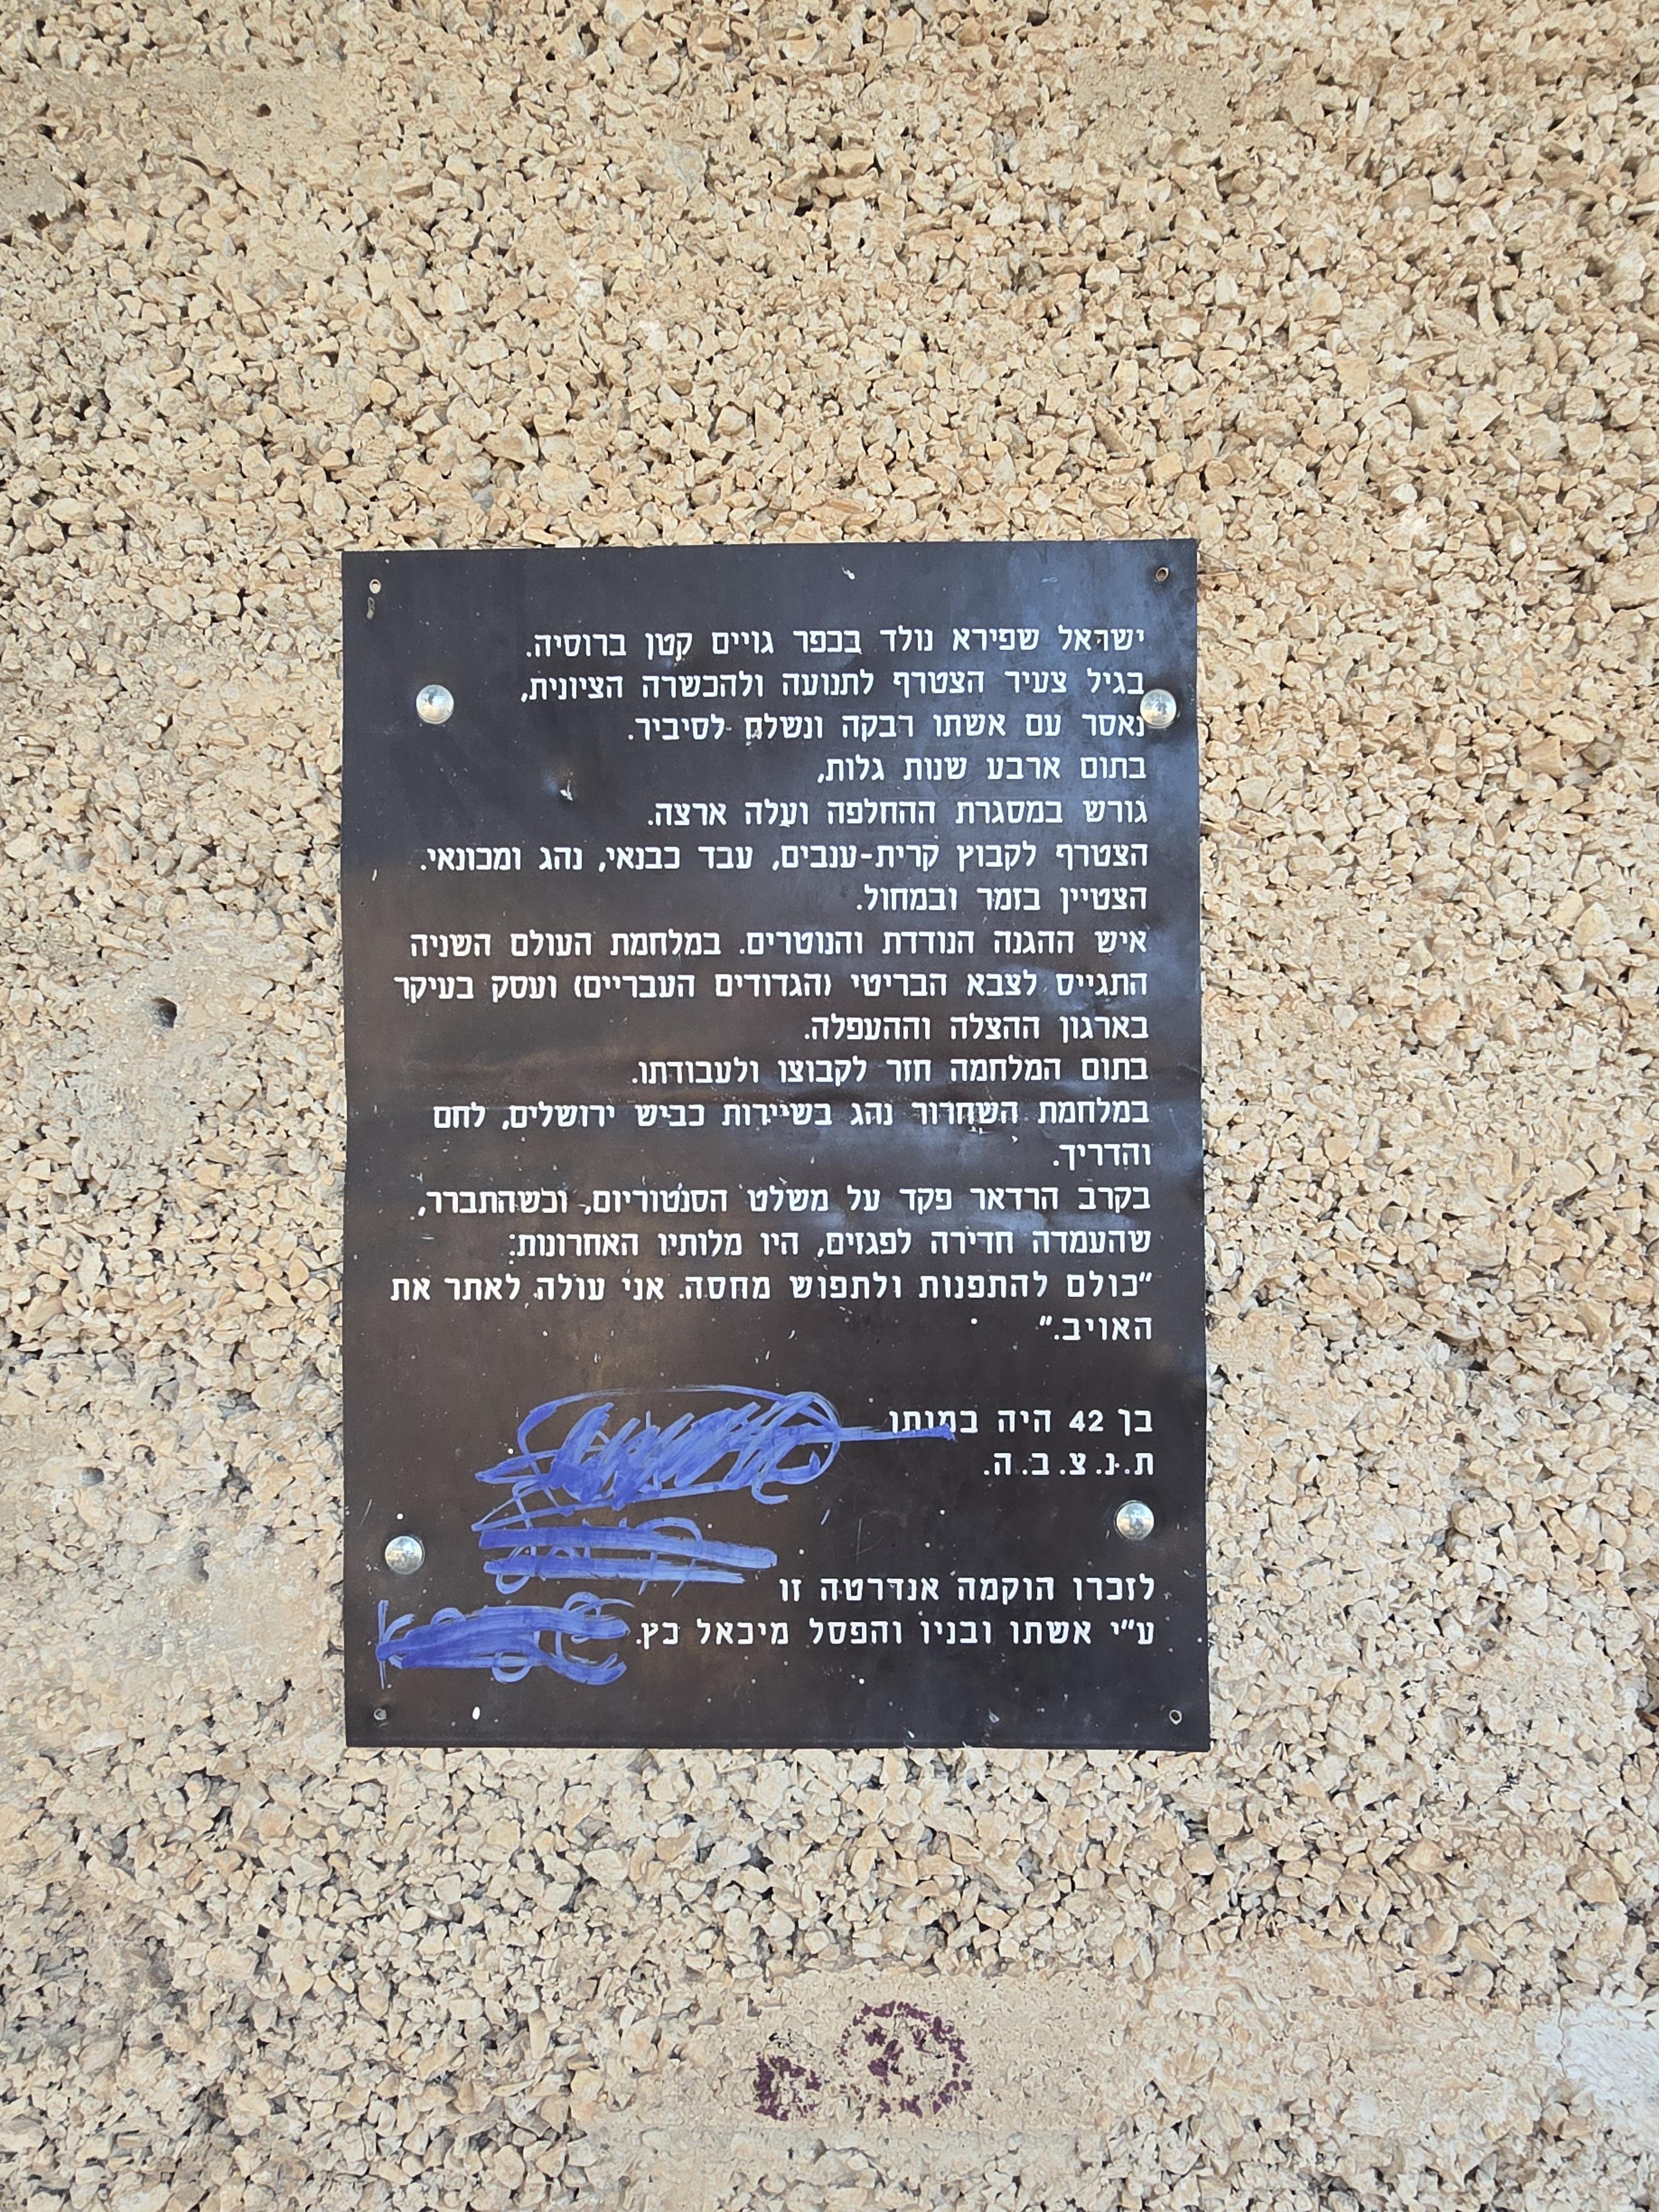 ישראל שפירא נולד בכפר גויים קטן ברוסיה.
בגיל צעיר הצטרף לתנועה ולהכשרה הציונית,
נאסר עם אשתו רבקה ונשלח לסיביר.
בתום ארבע שנות גלות,
גורש במסגרת ההחלפה ועלה ארצה.
הצטרף לקבוץ קרית-ענבים, עבד כבנאי, נהג ומכונאי.
הצטיין בזמר ובמחול.
איש ההגנה הנודדת והנוטרים. במלחמת העולם השניה
התגייס לצבא הבריטי (הגדודים העבריים) ועסק בעיקר
בארגון ההצלה וההעפלה.
בתום המלחמה חזר לקבוצו ולעבודתו.
במלחמת השחרור נהג בשיירות כביש ירושלים, לחם
והדריך.
בקרב הרדאר פקד על משלט הסנטוריום, וכשהתברר,
שהעמדה חדירה לפגזים, היו מלותיו האחרונות:
"כולם להתפנות ולתפוש מחסה. אני עולה לאתר את
האויב."
בן 42 היה במותו
ת.נ.צ.ב.ה.
לזכרו הוקמה אנדרטה זו
ע"י אשתו ובניו והפסל מיכאל כץ.